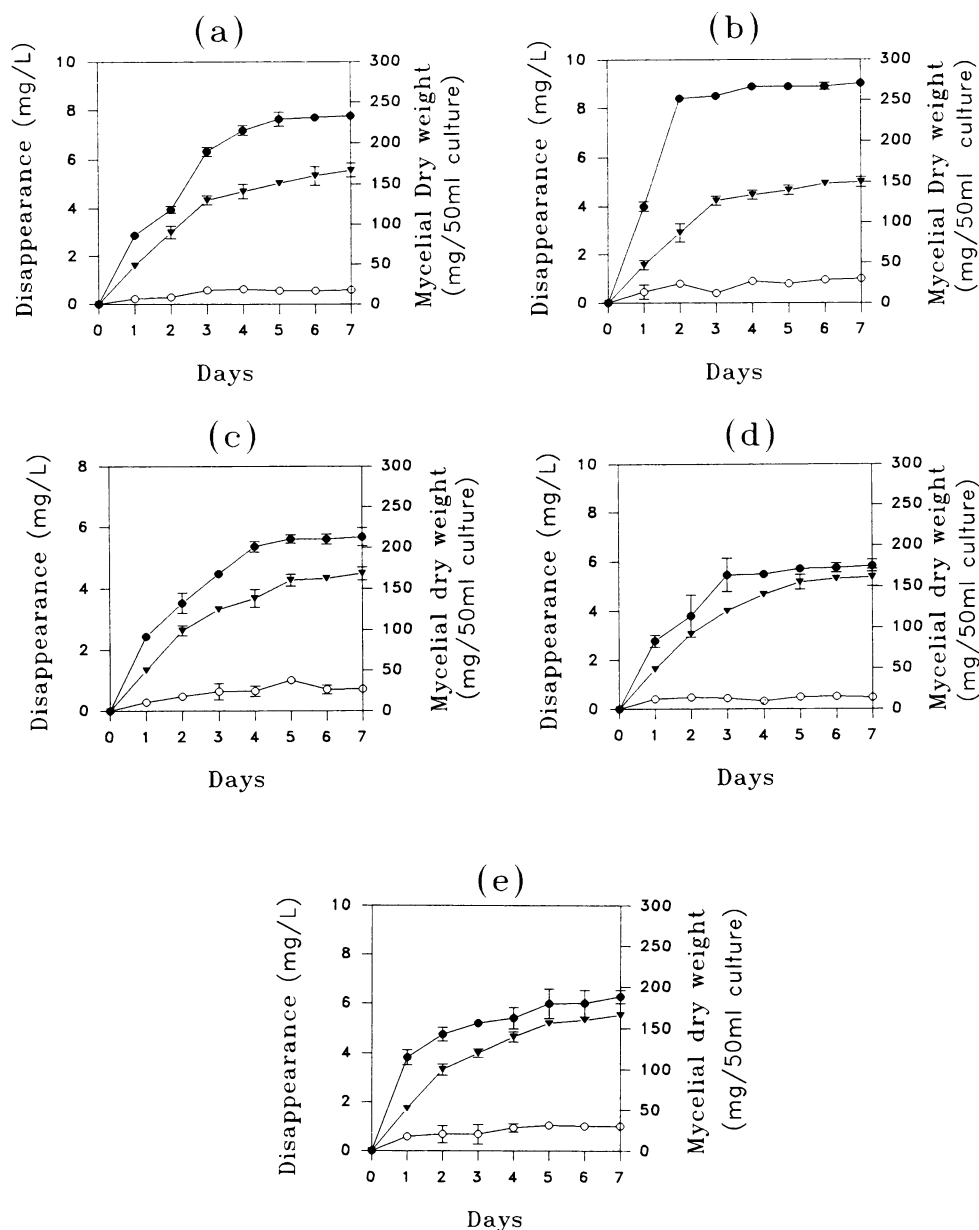 (a)
10
8
6
4
2
0
300
250
200
150
100
50
0
0 1 2 3 4 5 6 7
Disappearance (mg/L)
Mycelial Dry weight
(mg/50ml culture)
Days
(b)
10
8
6
4
2
0
300
250
200
150
100
50
0
0 1 2 3 4 5 6 7
Disappearance (mg/L)
Mycelial Dry weight
(mg/50ml culture)
Days
(c)
8
6
4
2
0
300
250
200
150
100
50
0
0 1 2 3 4 5 6 7
Disappearance (mg/L)
Mycelial dry weight
(mg/50ml culture)
Days
(d)
10
8
6
4
2
0
300
250
200
150
100
50
0
0 1 2 3 4 5 6 7
Disappearance (mg/L)
Mycelial dry weight
(mg/50ml culture)
Days
(e)
10
8
6
4
2
0
300
250
200
150
100
50
0
0 1 2 3 4 5 6 7
Disappearance (mg/L)
Mycelial dry weight
(mg/50ml culture)
Days